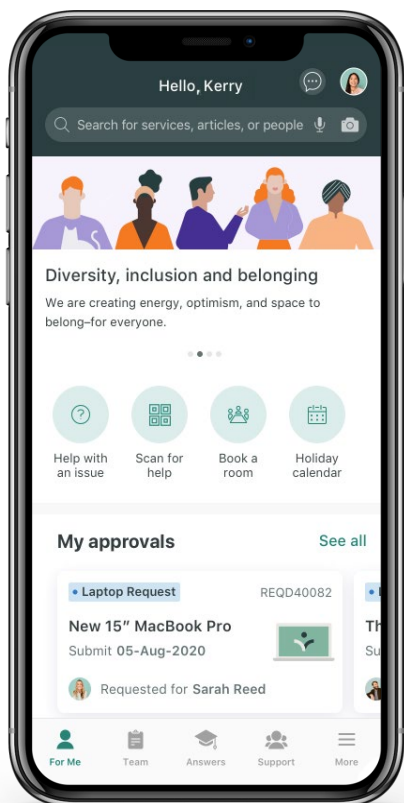 Hello, Kerry
Search for services, articles, or people
Diversity, inclusion and belonging
We are creating energy, optimism, and space to
belong–for everyone.
Help with
an issue
Scan for
help
Book a
room
Holiday
calendar
My approvals
See all
• Laptop Request
REQD40082
New 15” MacBook Pro
Submit 05-Aug-2020
Requested for Sarah Reed
Th
Su
For Me
Team
Answers
Support
More